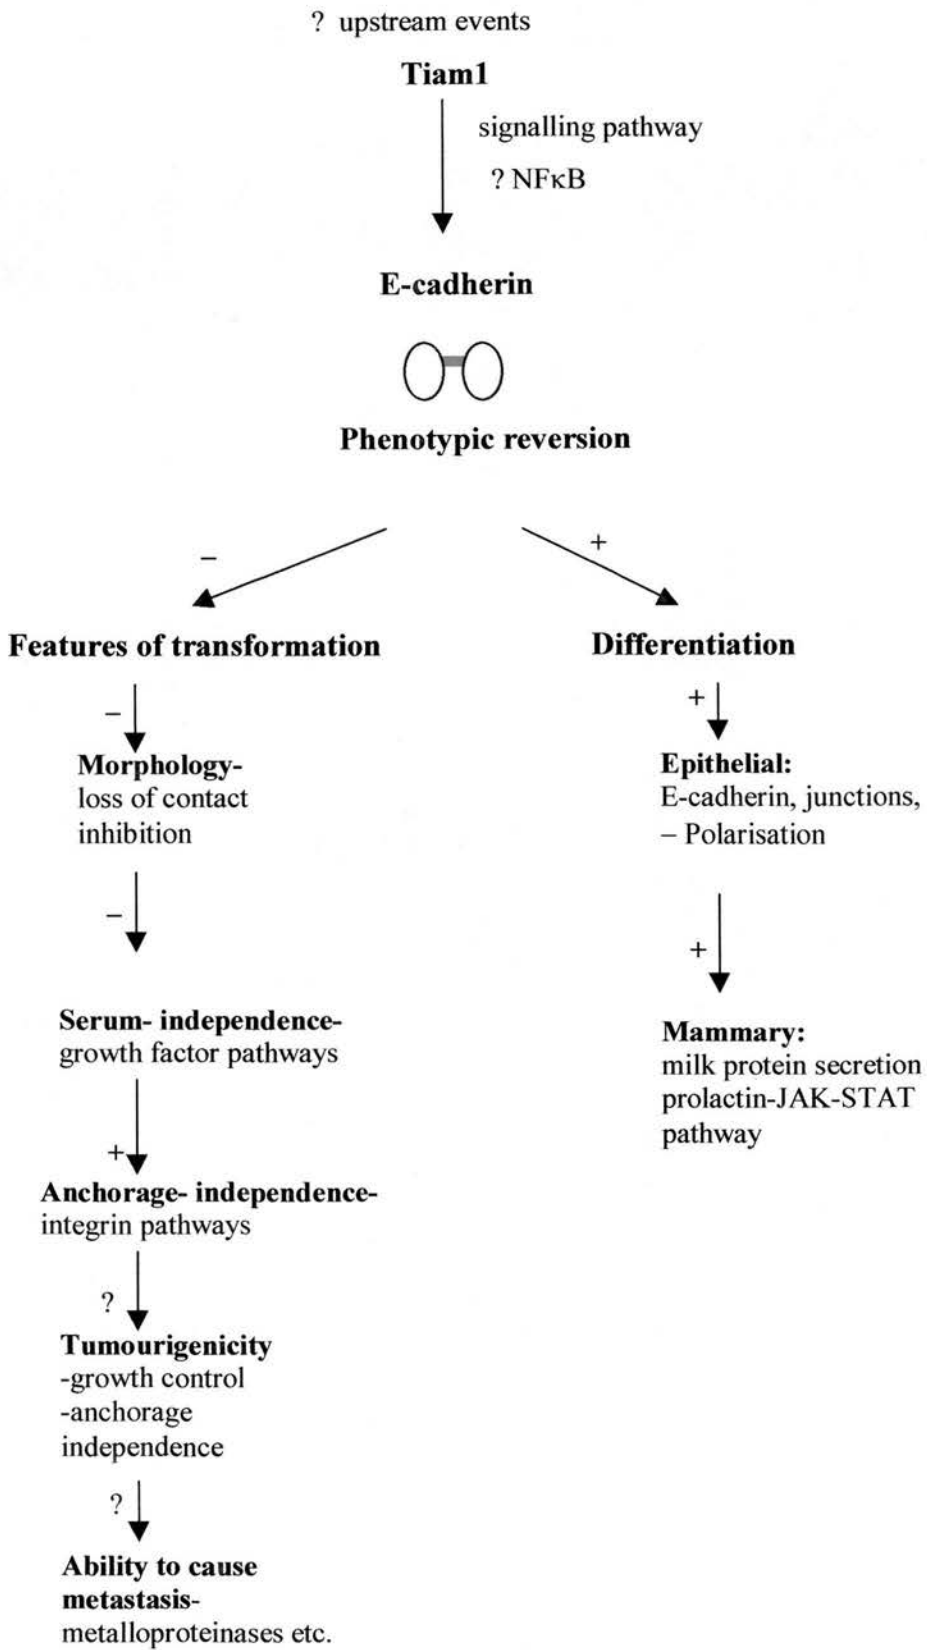 ? upstream events
Tiam1
signalling pathway
? NFκB
E-cadherin
Phenotypic reversion
–
+
Features of transformation
–
Morphology-
loss of contact
inhibition
–
Serum- independence-
growth factor pathways
+
Anchorage- independence-
integrin pathways
?
Tumourigenicity
-growth control
-anchorage
independence
?
Ability to cause
metastasis-
metalloproteinases etc.
Differentiation
+
Epithelial:
E-cadherin, junctions,
– Polarisation
+
Mammary:
milk protein secretion
prolactin-JAK-STAT
pathway